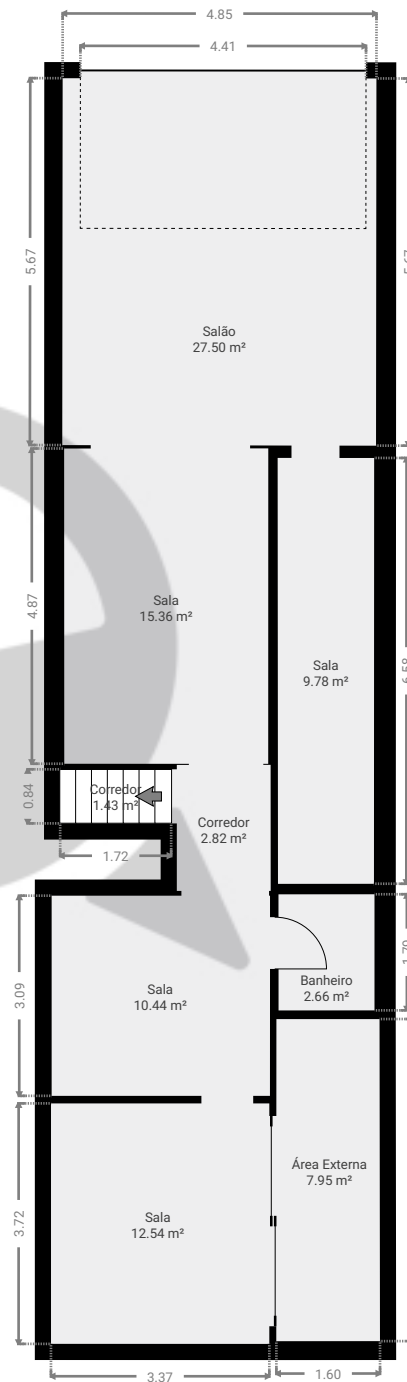 4.85
4.41
5.67
Salão
27.50 m²
4.87
Sala
15.36 m²
Sala
9.78 m²
0.84
Corredor
1.43 m²
Corredor
2.82 m²
1.72
3.09
Sala
10.44 m²
Banheiro
2.66 m²
3.72
Sala
12.54 m²
Área Externa
7.95 m²
3.37
1.60